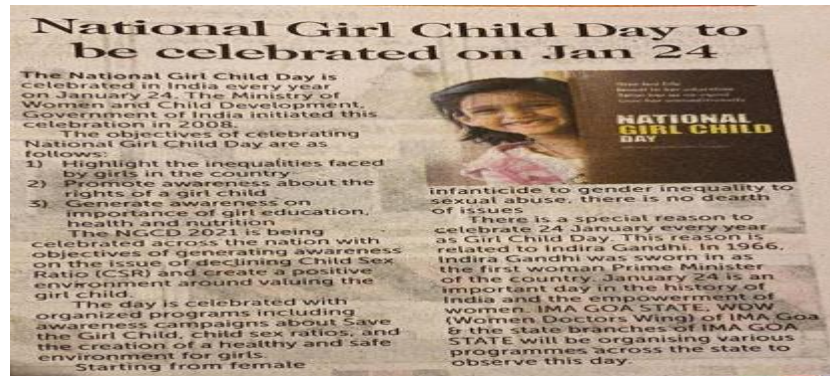 National Girl Child Day to
be celebrated on Jan 24
The National Girl Child Day is
celebrated in India every year
on January 24. The Ministry of
Women and Child Development,
Government of India initiated this
celebration in 2008.
The objectives of celebrating
National Girl Child Day are as
follows:
1) Highlight the inequalities faced
by girls in the country
2) Promote awareness about the
rights of a girl child
3) Generate awareness on
importance of girl education,
health and nutrition
The NGCD 2021 is being
celebrated across the nation with
objectives of generating awareness
on the issue of declining Child Sex
Ratio (CSR) and create a positive
environment around valuing the
girl child.
The day is celebrated with
organized programs including
awareness campaigns about Save
the Girl Child, child sex ratios, and
the creation of a healthy and safe
environment for girls.
Starting from female
NATIONAL
GIRL CHILD
DAY
infanticide to gender inequality to
sexual abuse, there is no dearth
of issues
There is a special reason to
celebrate 24 January every year
as Girl Child Day. This reason is
related to Indira Gandhi. In 1966,
Indira Gandhi was sworn in as
the first woman Prime Minister
of the country. January 24 is an
important day in the history of
India and the empowerment of
women. IMA GOA STATE, WOW
(Women Doctors Wing) of IMA Goa
& the state branches of IMA GOA
STATE will be organising various
programmes across the state to
observe this day.